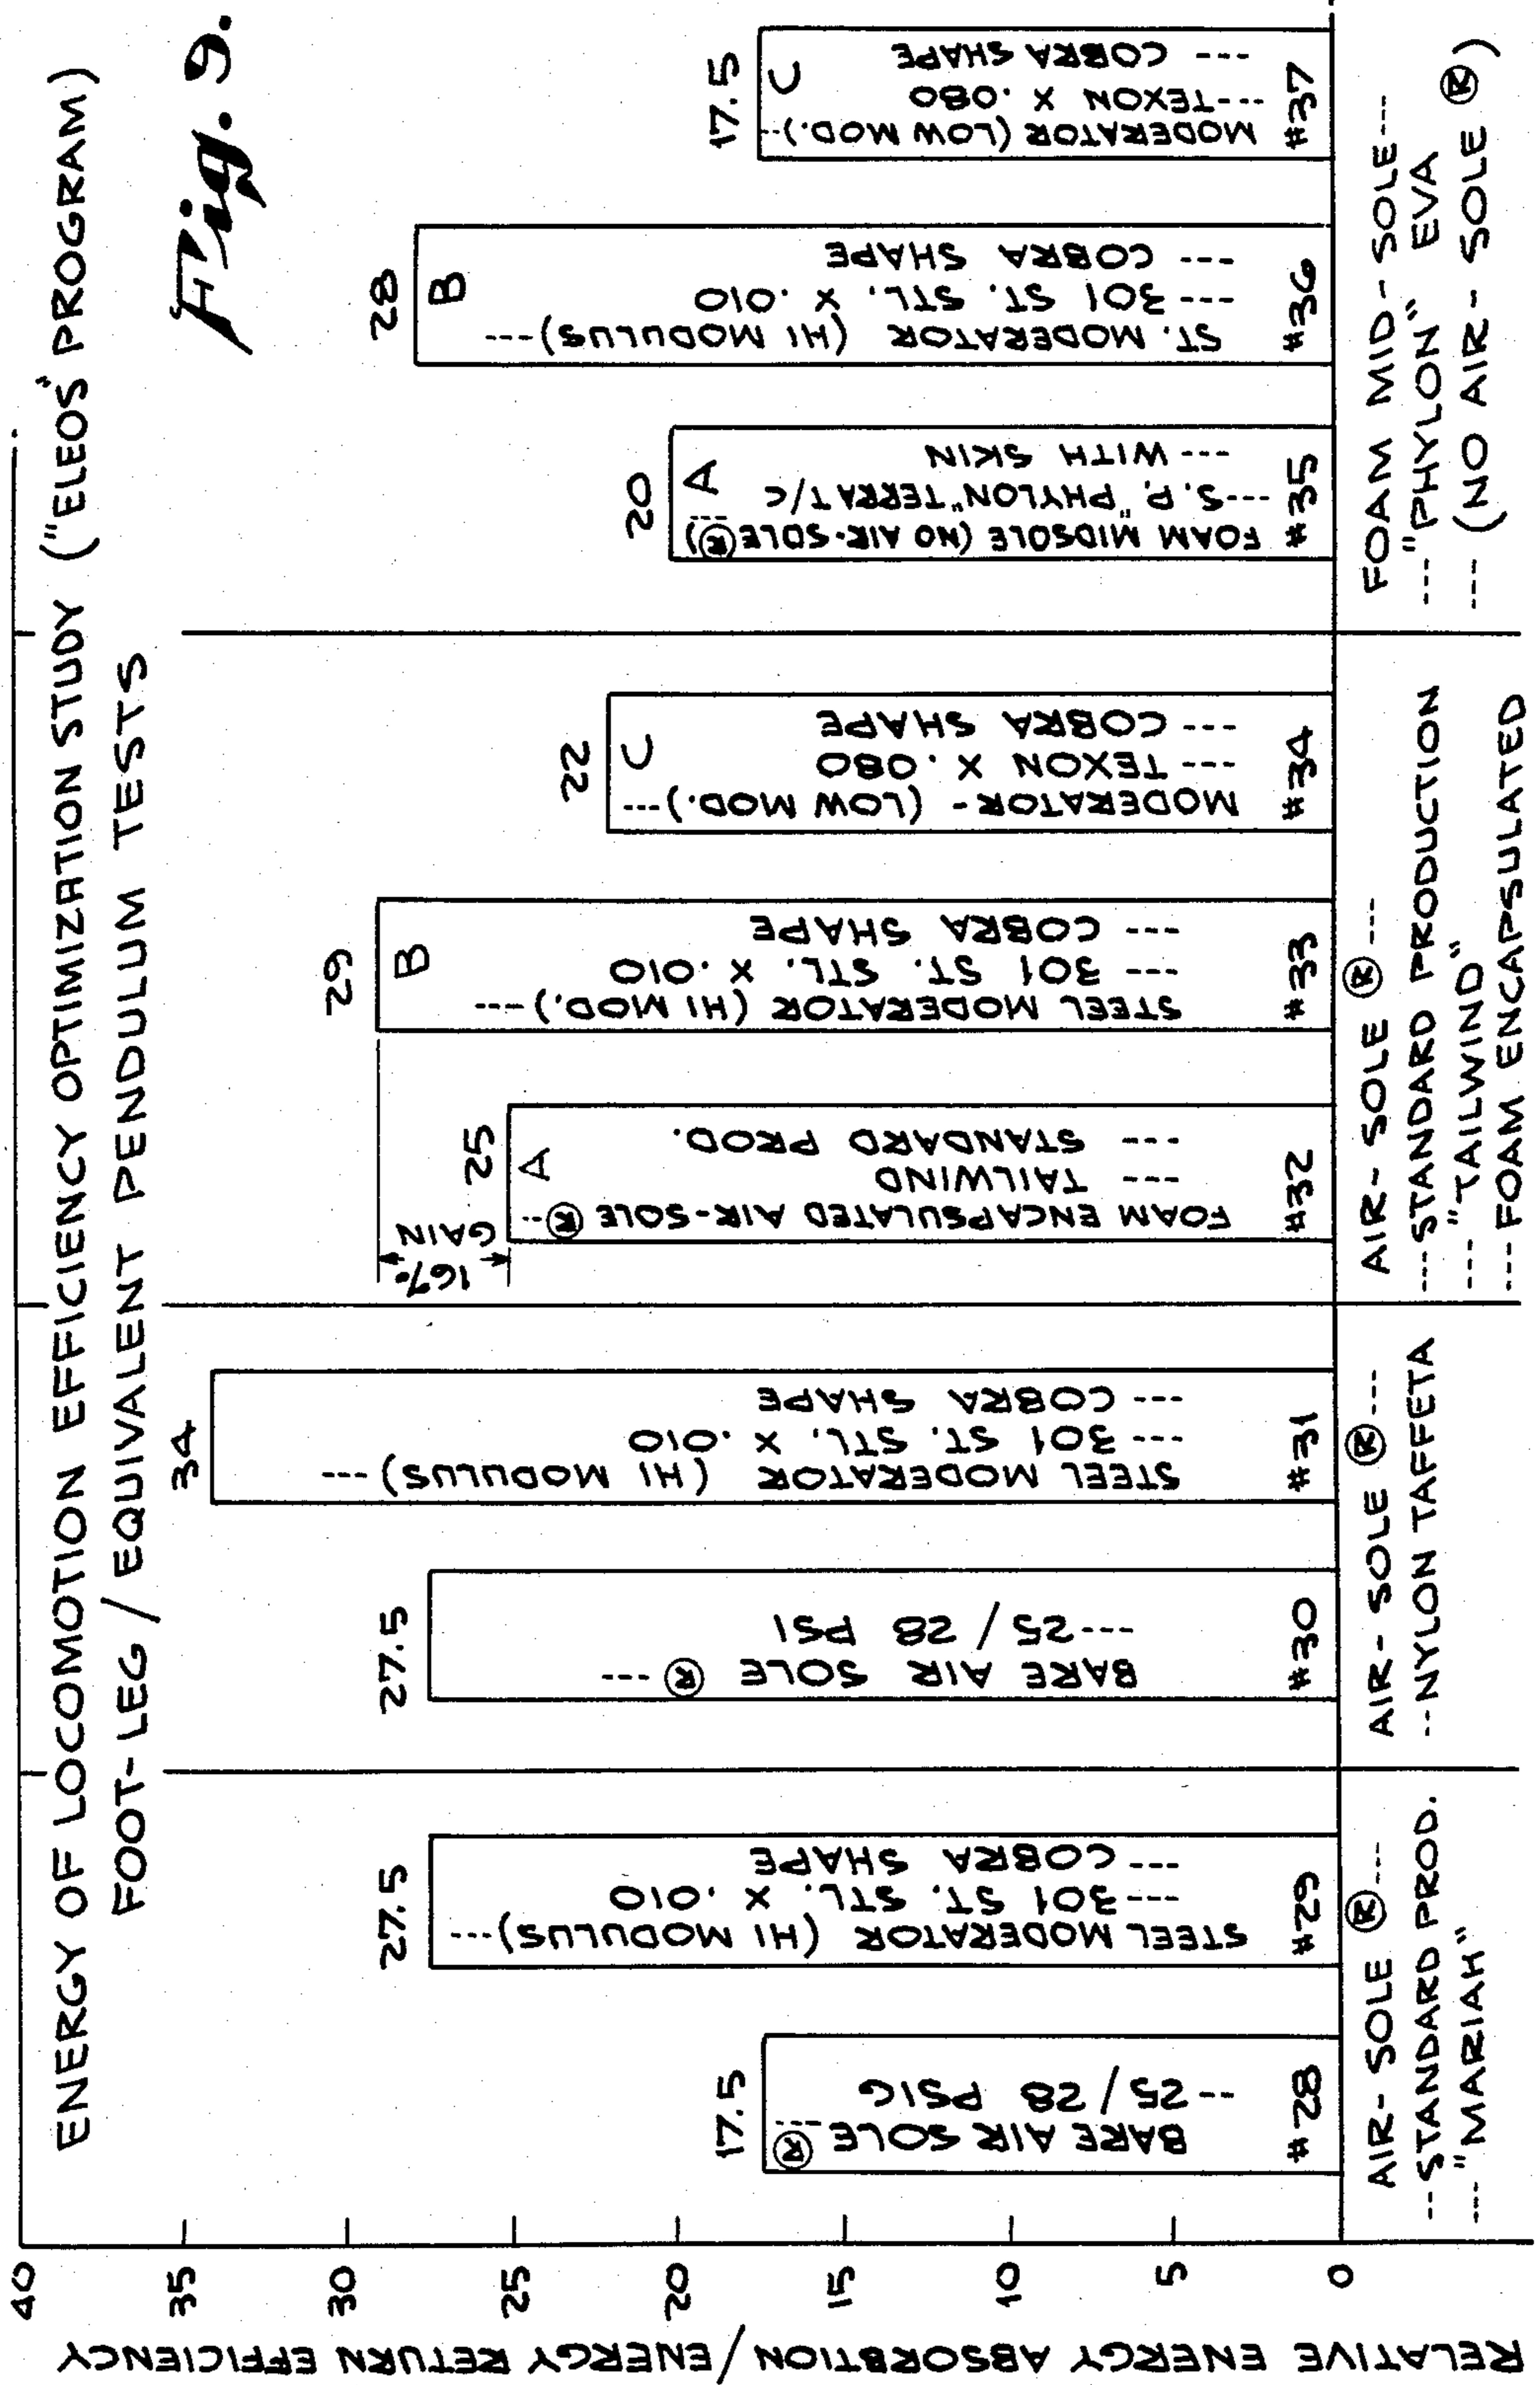 ENERGY OF LOCOMOTION EFFICIENCY OPTIMIZATION STUDY ("ELEOS" PROGRAM)
FOOT-LEG / EQUIVALENT PENDULUM TESTS
Fig. 9.
RELATIVE ENERGY ABSORBTION / ENERGY RETURN EFFICIENCY
40
35
30
25
20
15
10
5
0
17.5
#28
BARE AIR SOLE ® ---
-- 25 / 28 PSIG
27.5
#29
STEEL MODERATOR (HI MODULUS) ---
--- 301 ST. STL. X .010
--- COBRA SHAPE
AIR-SOLE ® ---
-- STANDARD PROD.
--- "MARIAH"
27.5
#30
BARE AIR SOLE ® ---
--- 25 / 28 PSI
34
#31
STEEL MODERATOR (HI MODULUS) ---
--- 301 ST. STL. X .010
--- COBRA SHAPE
AIR-SOLE ® ---
-- NYLON TAFFETA
16% GAIN
25
A
#32
FOAM ENCAPSULATED AIR-SOLE ® --
--- TAILWIND
--- STANDARD PROD.
29
B
#33
STEEL MODERATOR (HI MOD.) ---
--- 301 ST. STL. X .010
--- COBRA SHAPE
22
C
#34
MODERATOR - (LOW MOD.) ---
--- TEXON X .080
--- COBRA SHAPE
AIR-SOLE ® ---
--- STANDARD PRODUCTION
--- "TAILWIND"
--- FOAM ENCAPSULATED
20
A
#35
FOAM MIDSOLE (NO AIR-SOLE ®)
--- S. P. "PHYLON" TERRA T/C
--- WITH SKIN
28
B
#36
ST. MODERATOR (HI MODULUS) ---
--- 301 ST. STL. X .010
--- COBRA SHAPE
17.5
C
#37
MODERATOR (LOW MOD.) --
--- TEXON X .080
--- COBRA SHAPE
FOAM MID-SOLE ---
--- "PHYLON" EVA
--- (NO AIR-SOLE ®)